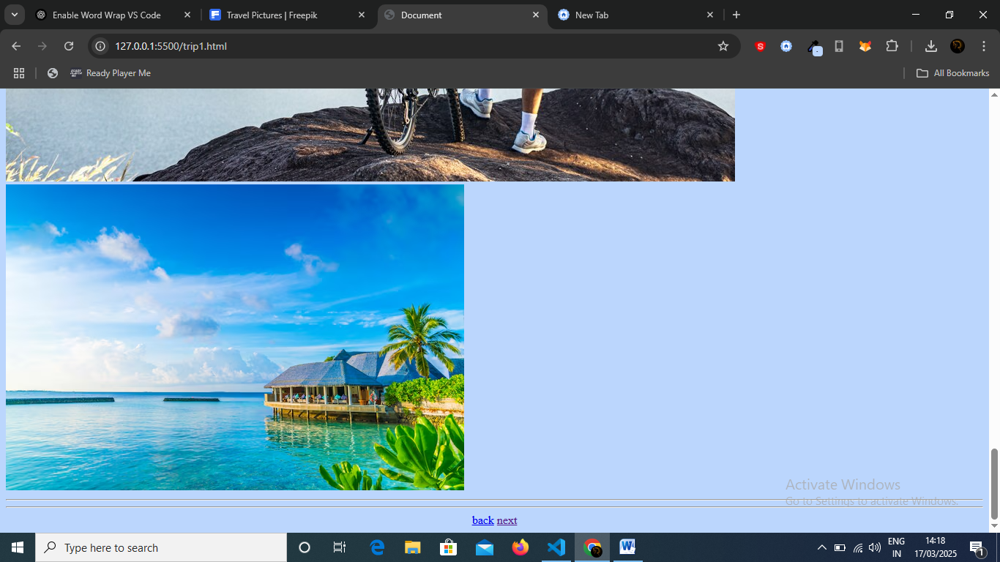 Enable Word Wrap VS Code
Travel Pictures | Freepik
Document
New Tab
127.0.0.1:5500/trip1.html
Ready Player Me
All Bookmarks
Activate Windows
Go to Settings to activate Windows.
back next
Type here to search
ENG
IN
14:18
17/03/2025
1